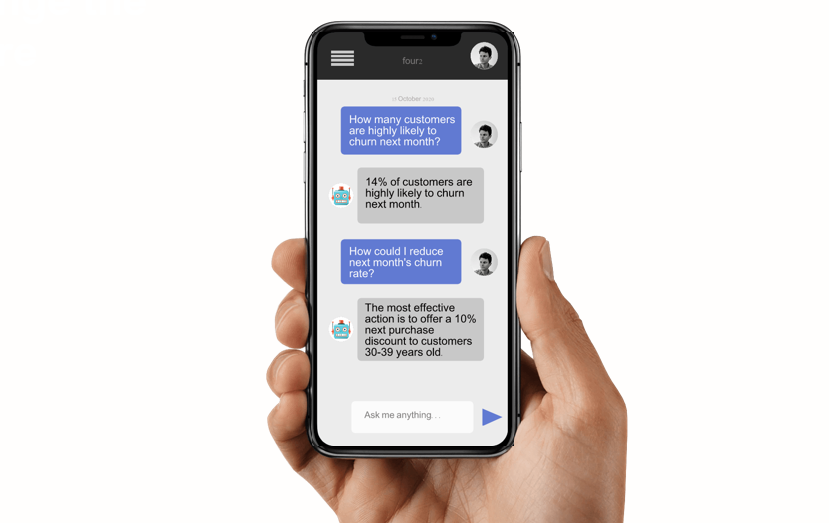 four2
October
How many customers
are highly likely to
churn next month?
14% of customers are
highly likely to churn
next month.
How could I reduce
next month's churn
rate?
The most effective
action is to offer a 10%
next purchase
discount to customers
30-39 years old.
Ask me anything...